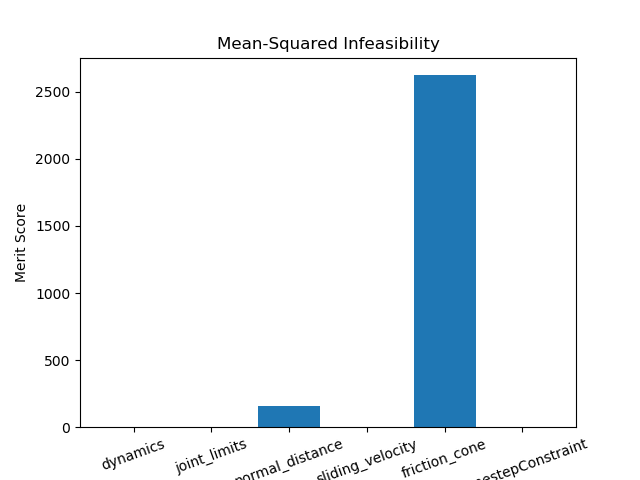 Mean-Squared Infeasibility
Merit Score
2500
2000
1500
1000
500
0
dynamics
joint_limits
normal_distance
sliding_velocity
friction_cone
estepConstraint